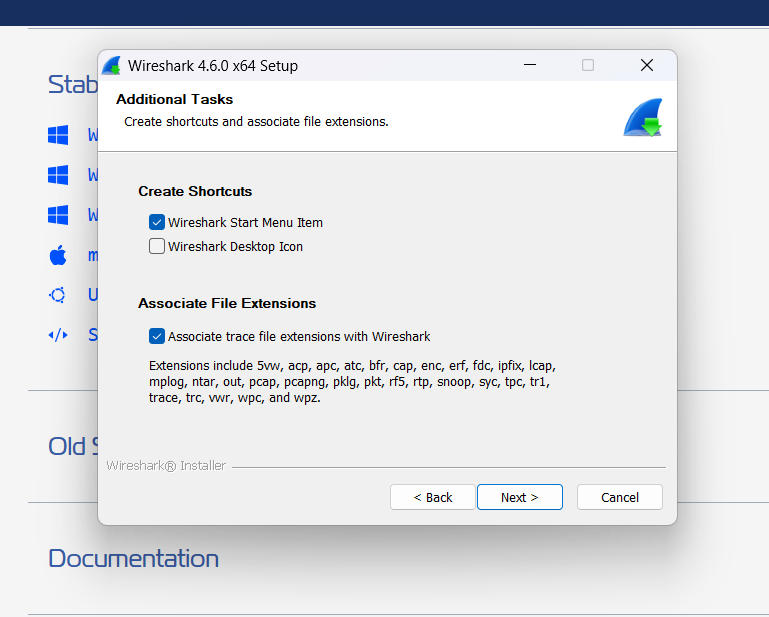 Wireshark 4.6.0 x64 Setup
Additional Tasks
Create shortcuts and associate file extensions.
Stab
W
W
W
m
U
S
Create Shortcuts
Wireshark Start Menu Item
Wireshark Desktop Icon
Associate File Extensions
Associate trace file extensions with Wireshark
Extensions include 5vw, acp, apc, atc, bfr, cap, enc, erf, fdc, ipfix, lcap,
mplog, ntar, out, pcap, pcapng, pklg, pkt, rf5, rtp, snoop, syc, tpc, tr1,
trace, trc, vwr, wpc, and wpz.
Old S
Wireshark® Installer
< Back Next > Cancel
Documentation